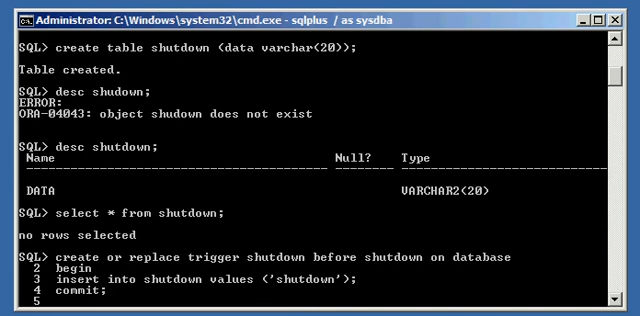 Administrator: C:\Windows\system32\cmd.exe - sqlplus / as sysdba
SQL> create table shutdown (data varchar(20));
Table created.
SQL> desc shudown;
ERROR:
ORA-04043: object shudown does not exist
SQL> desc shutdown;
Name Null? Type
----------------------------------------- -------- ----------------------------
DATA VARCHAR2(20)
SQL> select * from shutdown;
no rows selected
SQL> create or replace trigger shutdown before shutdown on database
2 begin
3 insert into shutdown values ('shutdown');
4 commit;
5